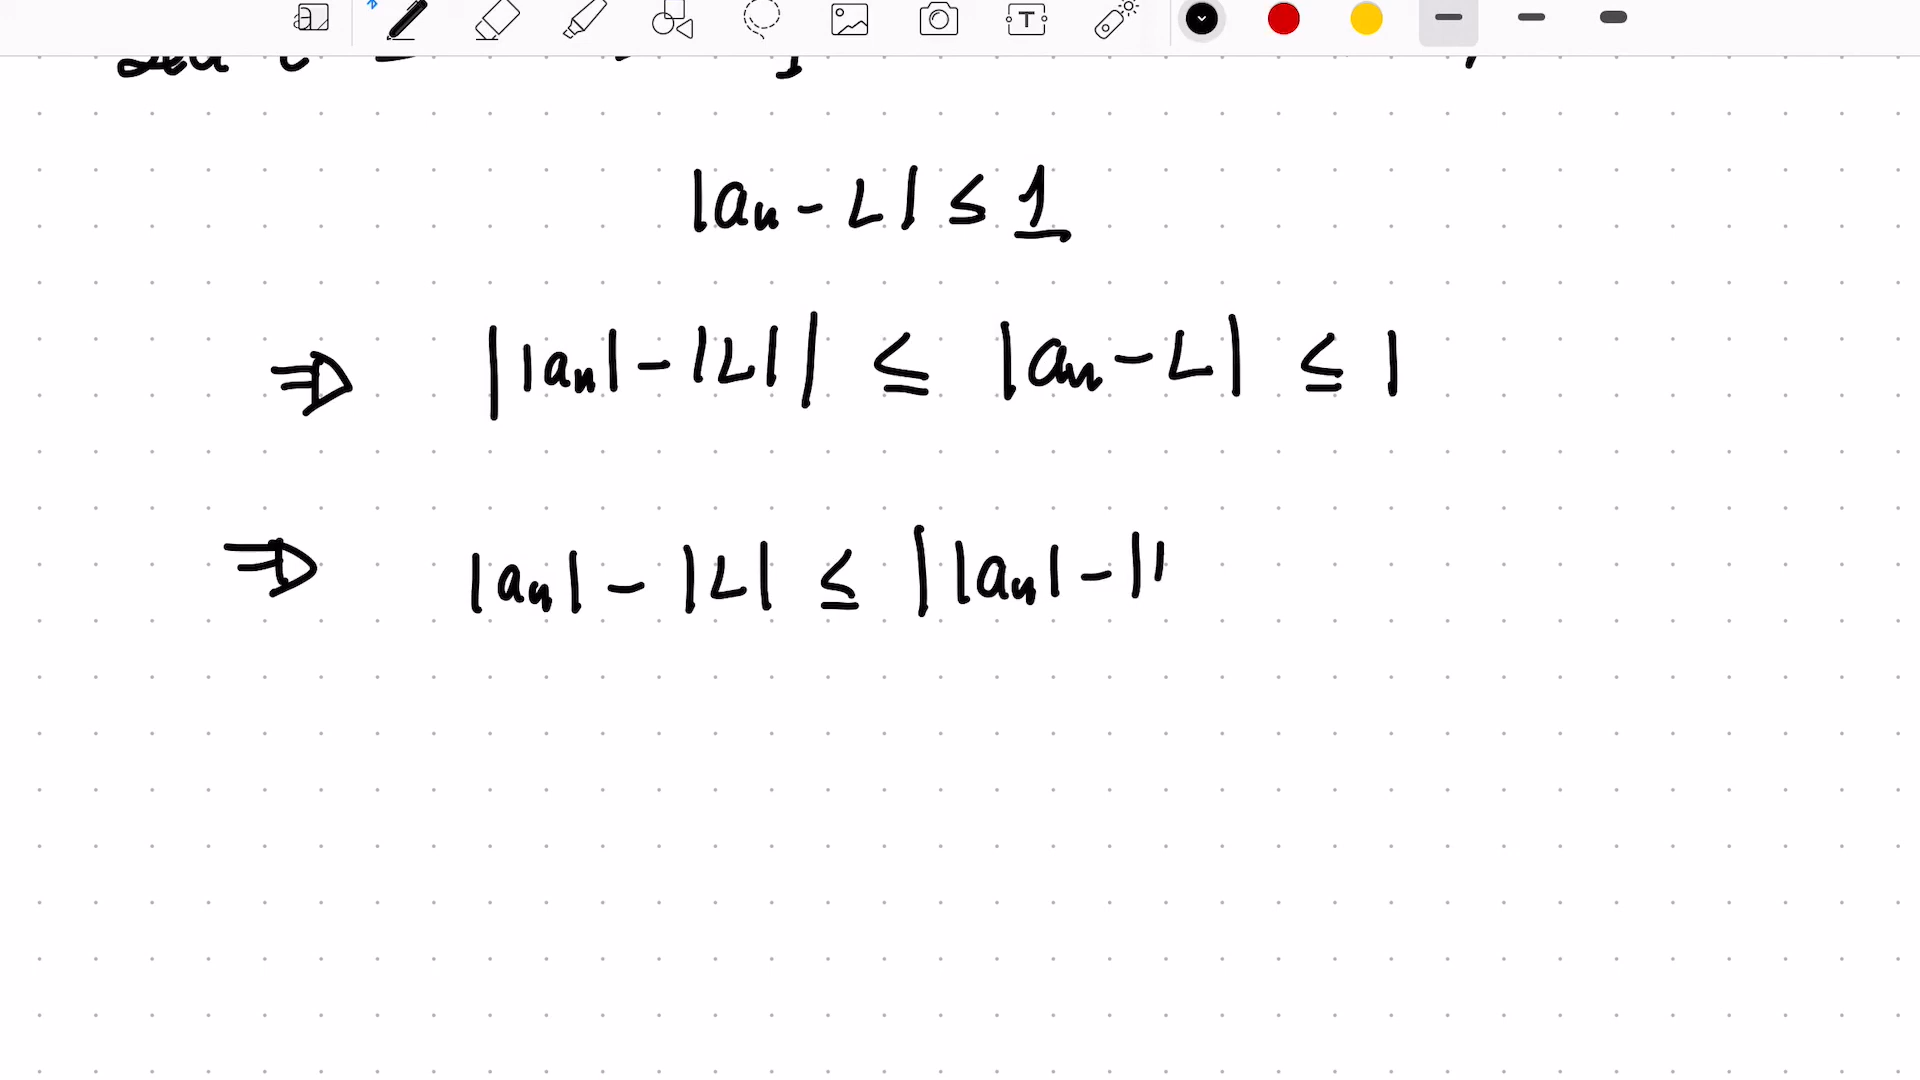 |aₙ - L| ≤ 1
⇒ ||aₙ| - |L|| ≤ |aₙ - L| ≤ 1
⇒ |aₙ| - |L| ≤ ||aₙ| - ||